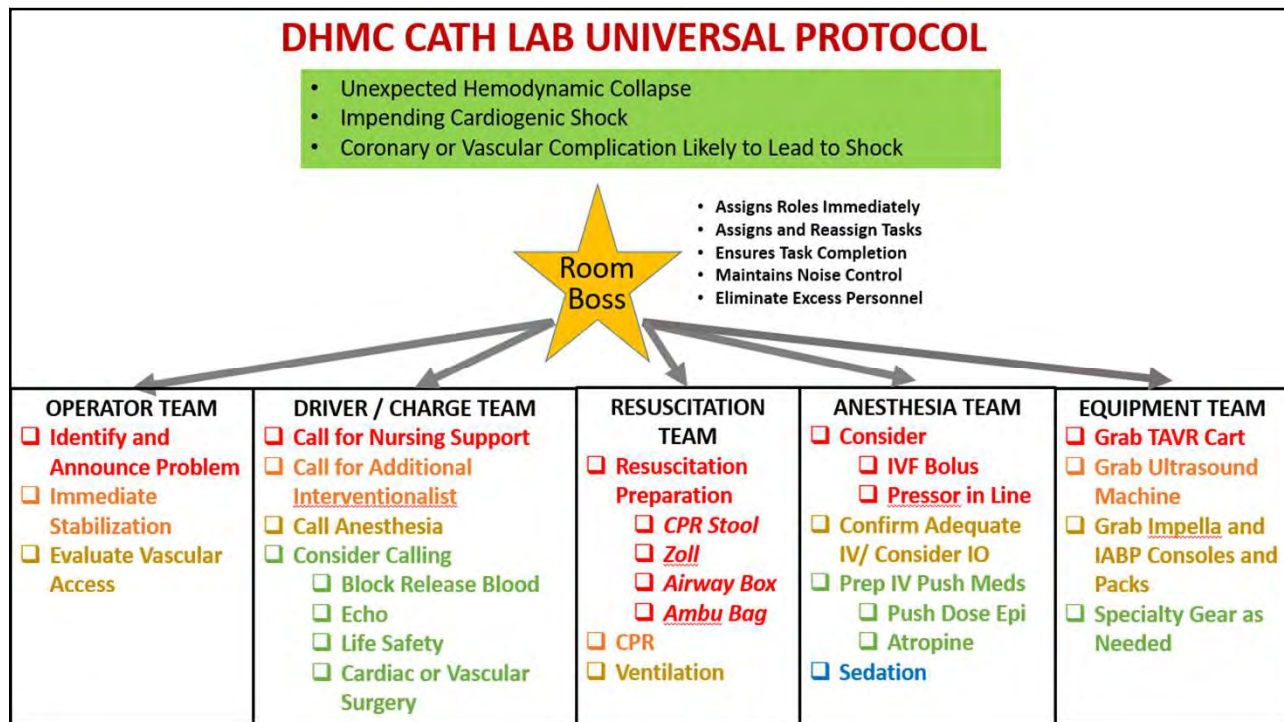 DHMC CATH LAB UNIVERSAL PROTOCOL
• Unexpected Hemodynamic Collapse
• Impending Cardiogenic Shock
• Coronary or Vascular Complication Likely to Lead to Shock
Room
Boss
• Assigns Roles Immediately
• Assigns and Reassign Tasks
• Ensures Task Completion
• Maintains Noise Control
• Eliminate Excess Personnel
OPERATOR TEAM
❑ Identify and
Announce Problem
❑ Immediate
Stabilization
❑ Evaluate Vascular
Access
DRIVER / CHARGE TEAM
❑ Call for Nursing Support
❑ Call for Additional
Interventionalist
❑ Call Anesthesia
❑ Consider Calling
❑ Block Release Blood
❑ Echo
❑ Life Safety
❑ Cardiac or Vascular
Surgery
RESUSCITATION
TEAM
❑ Resuscitation
Preparation
❑ CPR Stool
❑ Zoll
❑ Airway Box
❑ Ambu Bag
❑ CPR
❑ Ventilation
ANESTHESIA TEAM
❑ Consider
❑ IVF Bolus
❑ Pressor in Line
❑ Confirm Adequate
IV/ Consider IO
❑ Prep IV Push Meds
❑ Push Dose Epi
❑ Atropine
❑ Sedation
EQUIPMENT TEAM
❑ Grab TAVR Cart
❑ Grab Ultrasound
Machine
❑ Grab Impella and
IABP Consoles and
Packs
❑ Specialty Gear as
Needed